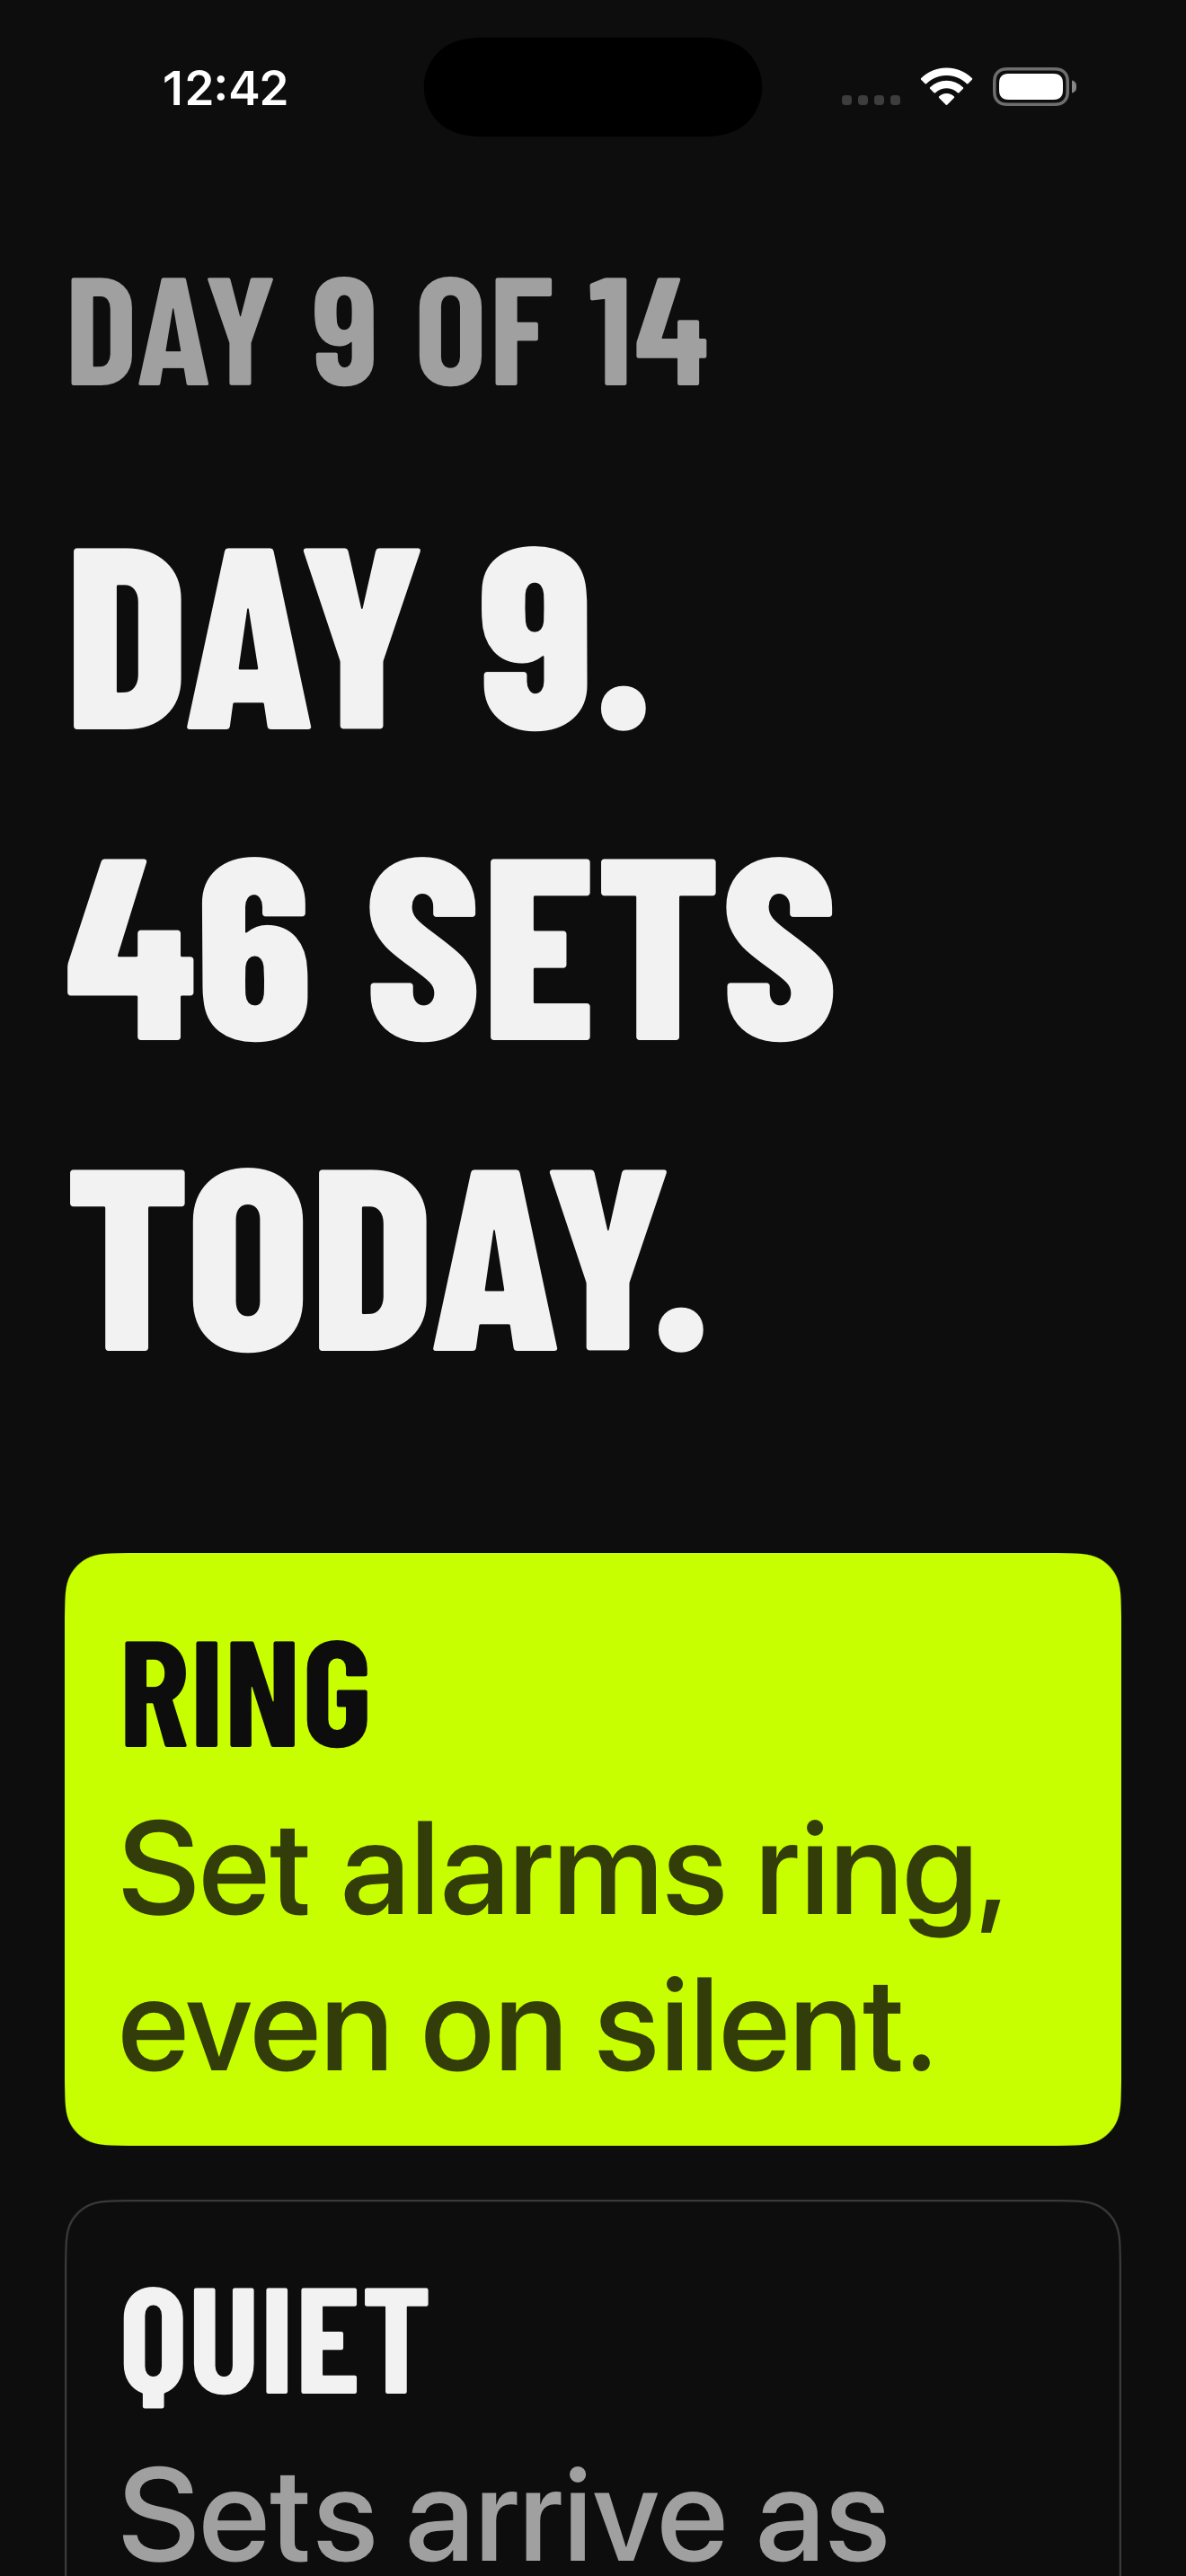 12:42
DAY 9 OF 14
DAY 9.
46 SETS
TODAY.
RING
Set alarms ring,
even on silent.
QUIET
Sets arrive as